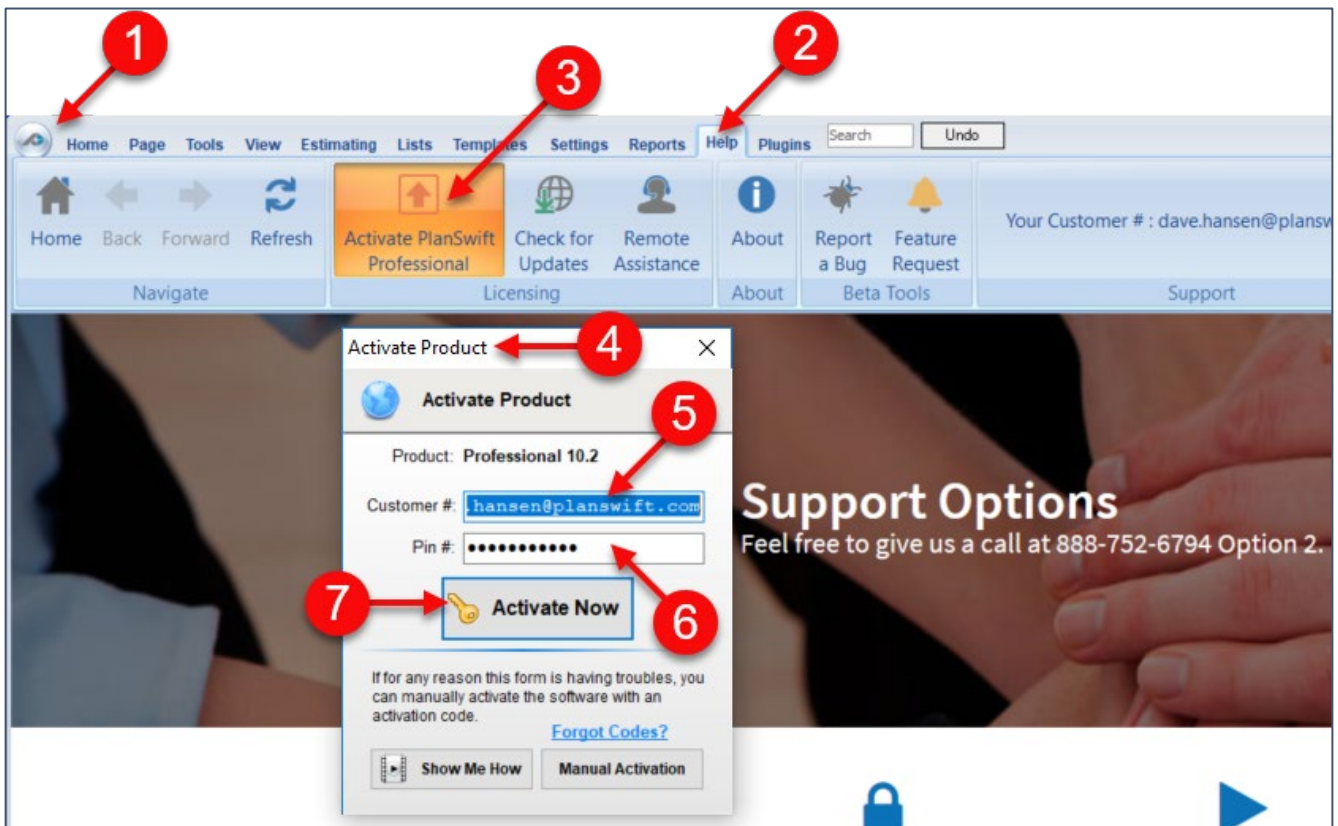 1
2
3
Home Page Tools View Estimating Lists Templates Settings Reports Help Plugins Search Undo
Home Back Forward Refresh Activate PlanSwift Professional Check for Updates Remote Assistance About Report a Bug Feature Request Your Customer # : dave.hansen@plansw
Navigate Licensing About Beta Tools Support
Activate Product 4
Activate Product
5
Product: Professional 10.2
Customer #: .hansen@planswift.com
Support Options
Pin #: •••••••••••
Feel free to give us a call at 888-752-6794 Option 2.
7 Activate Now 6
If for any reason this form is having troubles, you
can manually activate the software with an
activation code.
Forgot Codes?
Show Me How Manual Activation